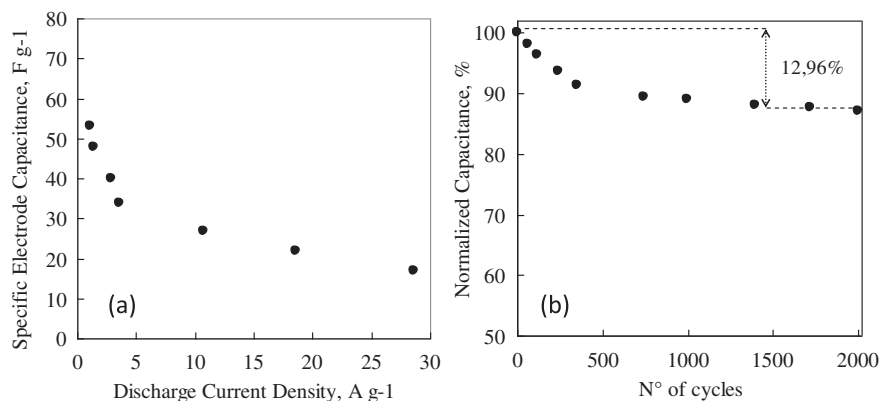 Specific Electrode Capacitance, F g-1
80
70
60
50
40
30
20
10
0
(a)
0 5 10 15 20 25 30
Discharge Current Density, A g-1
Normalized Capacitance, %
100
90
80
70
60
50
12,96%
(b)
0 500 1000 1500 2000
N° of cycles